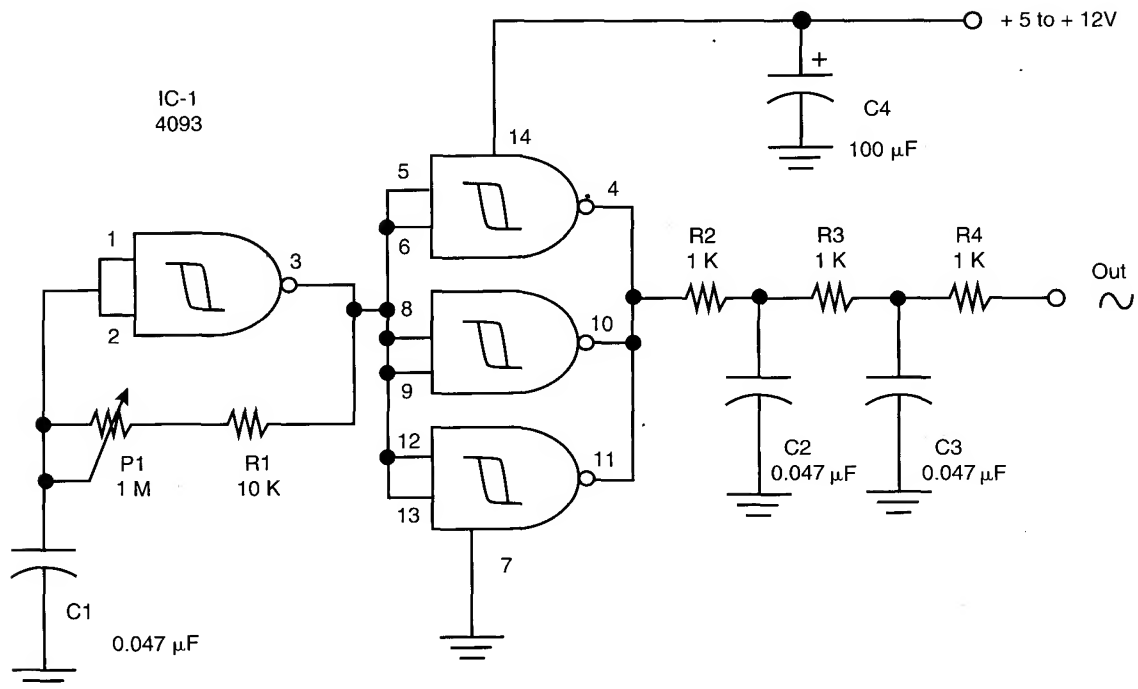 + 5 to + 12V
+
IC-1
4093
C4
100 µF
14
5
4
6
1
3
2
R2
1 K
R3
1 K
R4
1 K
Out
8
10
9
12
11
13
P1
1 M
R1
10 K
C2
0.047 µF
C3
0.047 µF
7
C1
0.047 µF